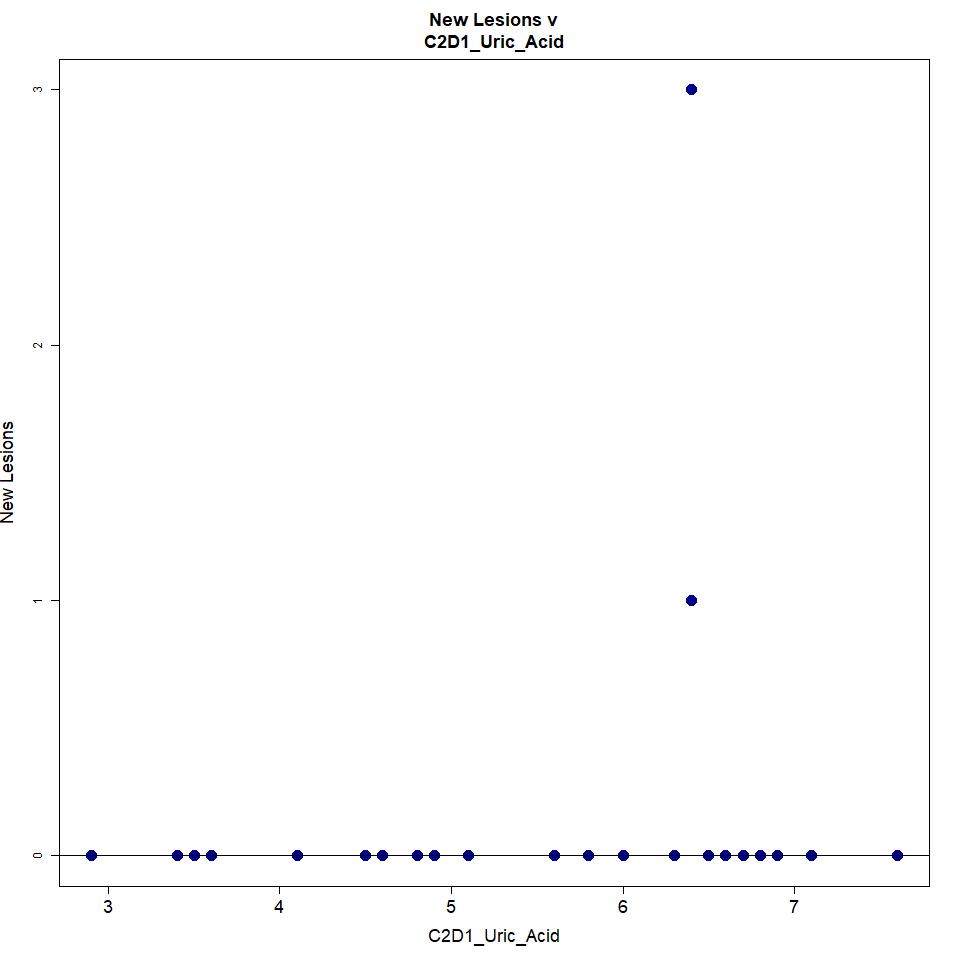 New Lesions v
C2D1_Uric_Acid
3
2
1
0
New Lesions
3 4 5 6 7
C2D1_Uric_Acid